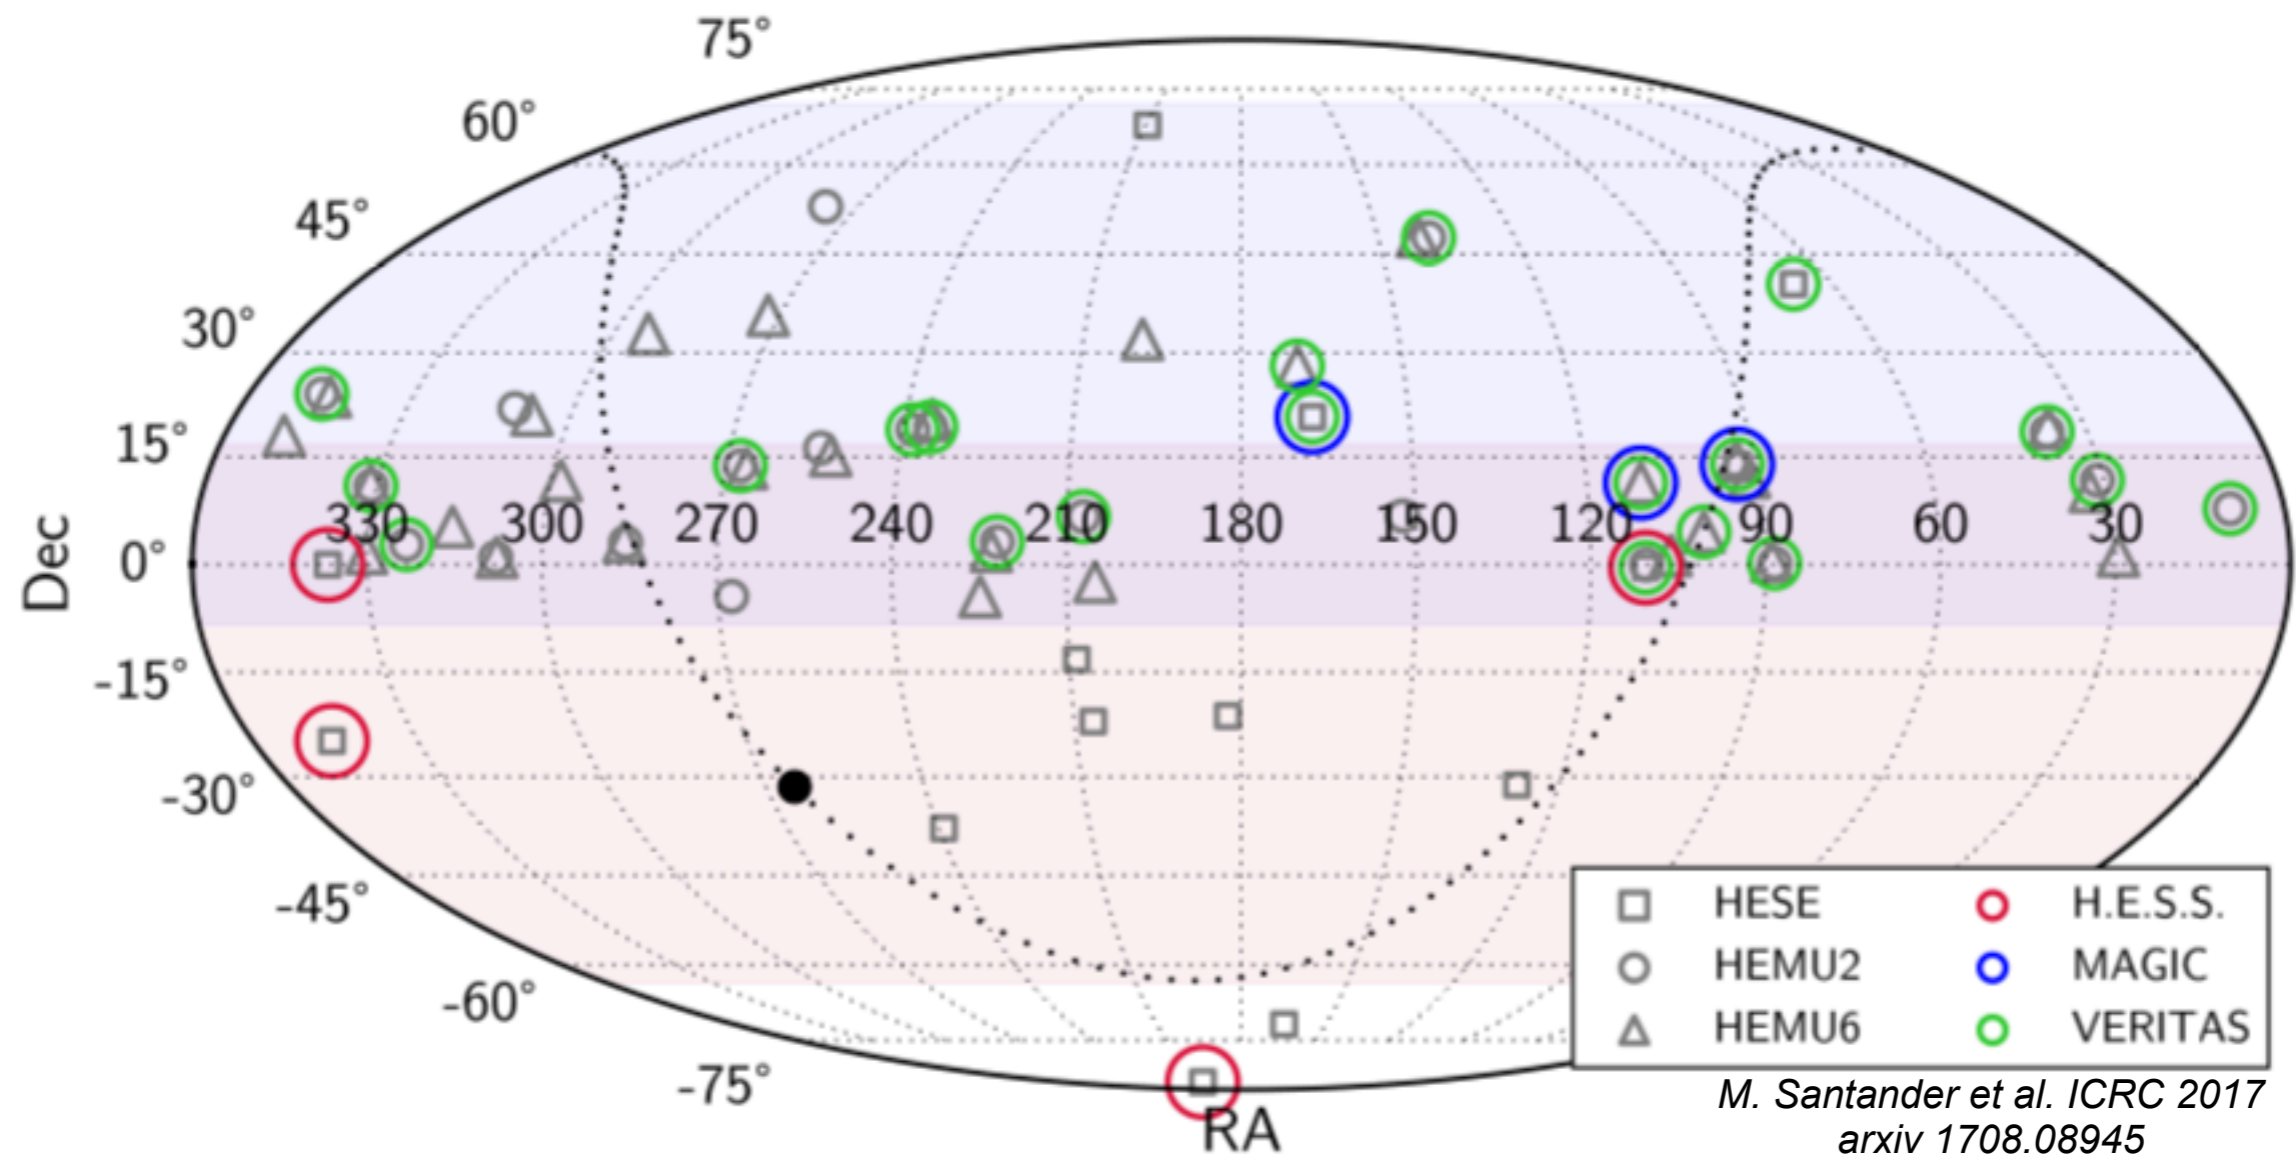 75°
60°
45°
30°
15°
330 300 270 240 210 180 150 120 90 60 30
Dec
0°
-15°
-30°
-45°
-60°
-75°
HESE H.E.S.S.
HEMU2 MAGIC
HEMU6 VERITAS
RA
M. Santander et al. ICRC 2017
arxiv 1708.08945